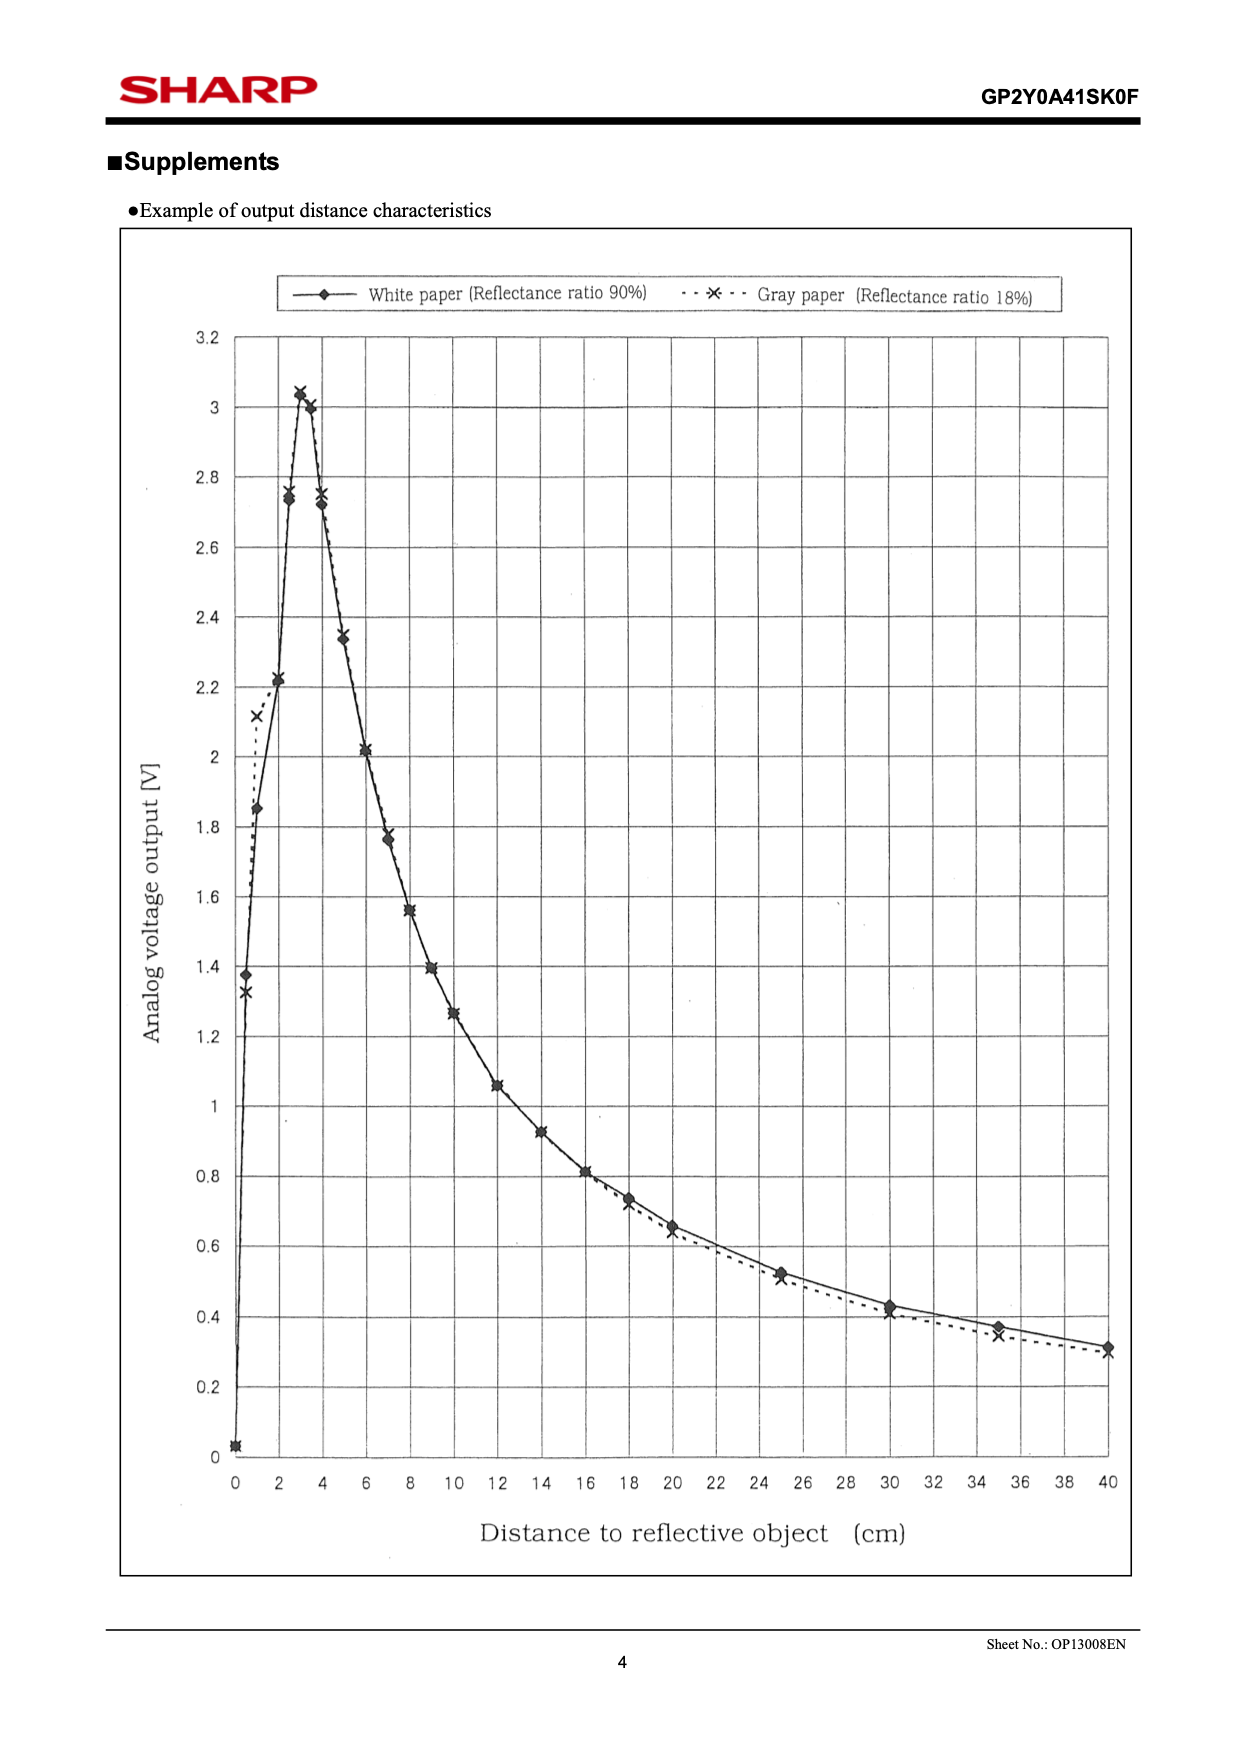 SHARP
GP2Y0A41SK0F
■Supplements
●Example of output distance characteristics
White paper (Reflectance ratio 90%)
Gray paper (Reflectance ratio 18%)
3.2
3
2.8
2.6
2.4
2.2
2
1.8
1.6
1.4
1.2
1
0.8
0.6
0.4
0.2
0
Analog voltage output [V]
0 2 4 6 8 10 12 14 16 18 20 22 24 26 28 30 32 34 36 38 40
Distance to reflective object (cm)
Sheet No.: OP13008EN
4